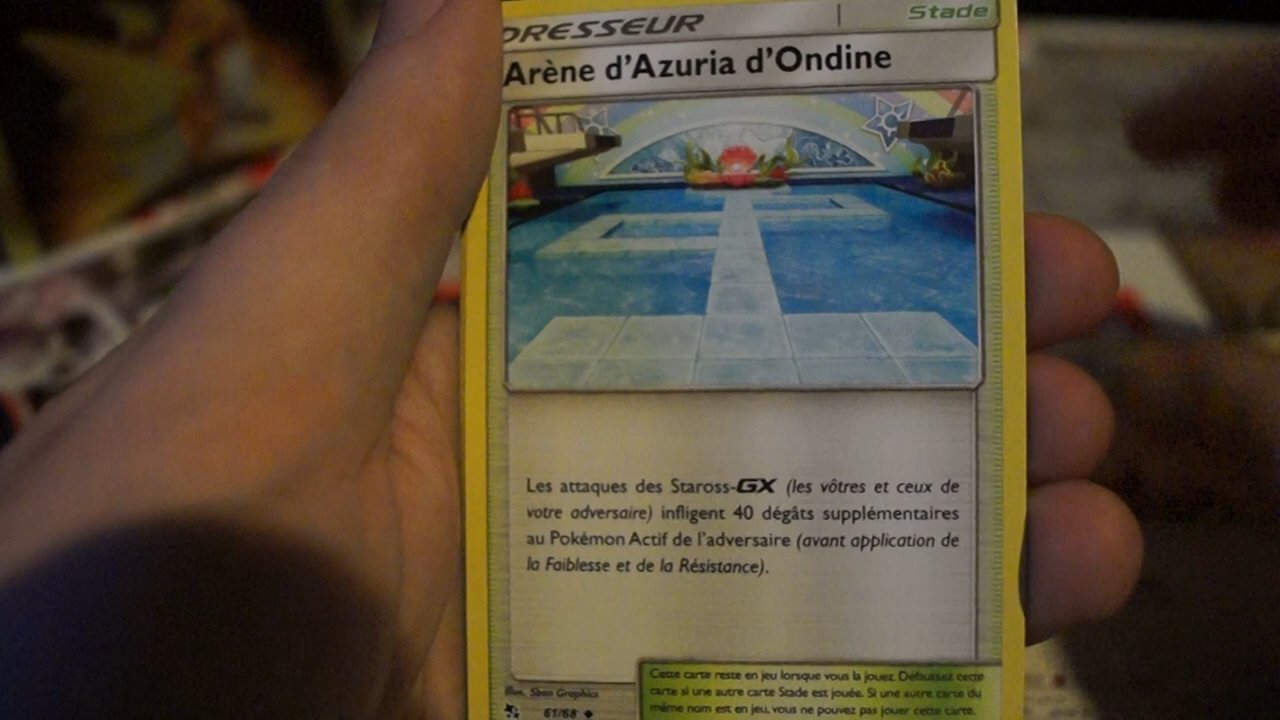 DRESSEUR
Stade
Arène d'Azuria d'Ondine
Les attaques des Staross-GX (les vôtres et ceux de
votre adversaire) infligent 40 dégâts supplémentaires
au Pokémon Actif de l'adversaire (avant application de
la Faiblesse et de la Résistance).
Cette carte reste en jeu lorsque vous la jouez. Défaussez cette
carte si une autre carte Stade est jouée. Si une autre carte du
même nom est en jeu, vous ne pouvez pas jouer cette carte.
Illus. 5ban Graphics
61/68